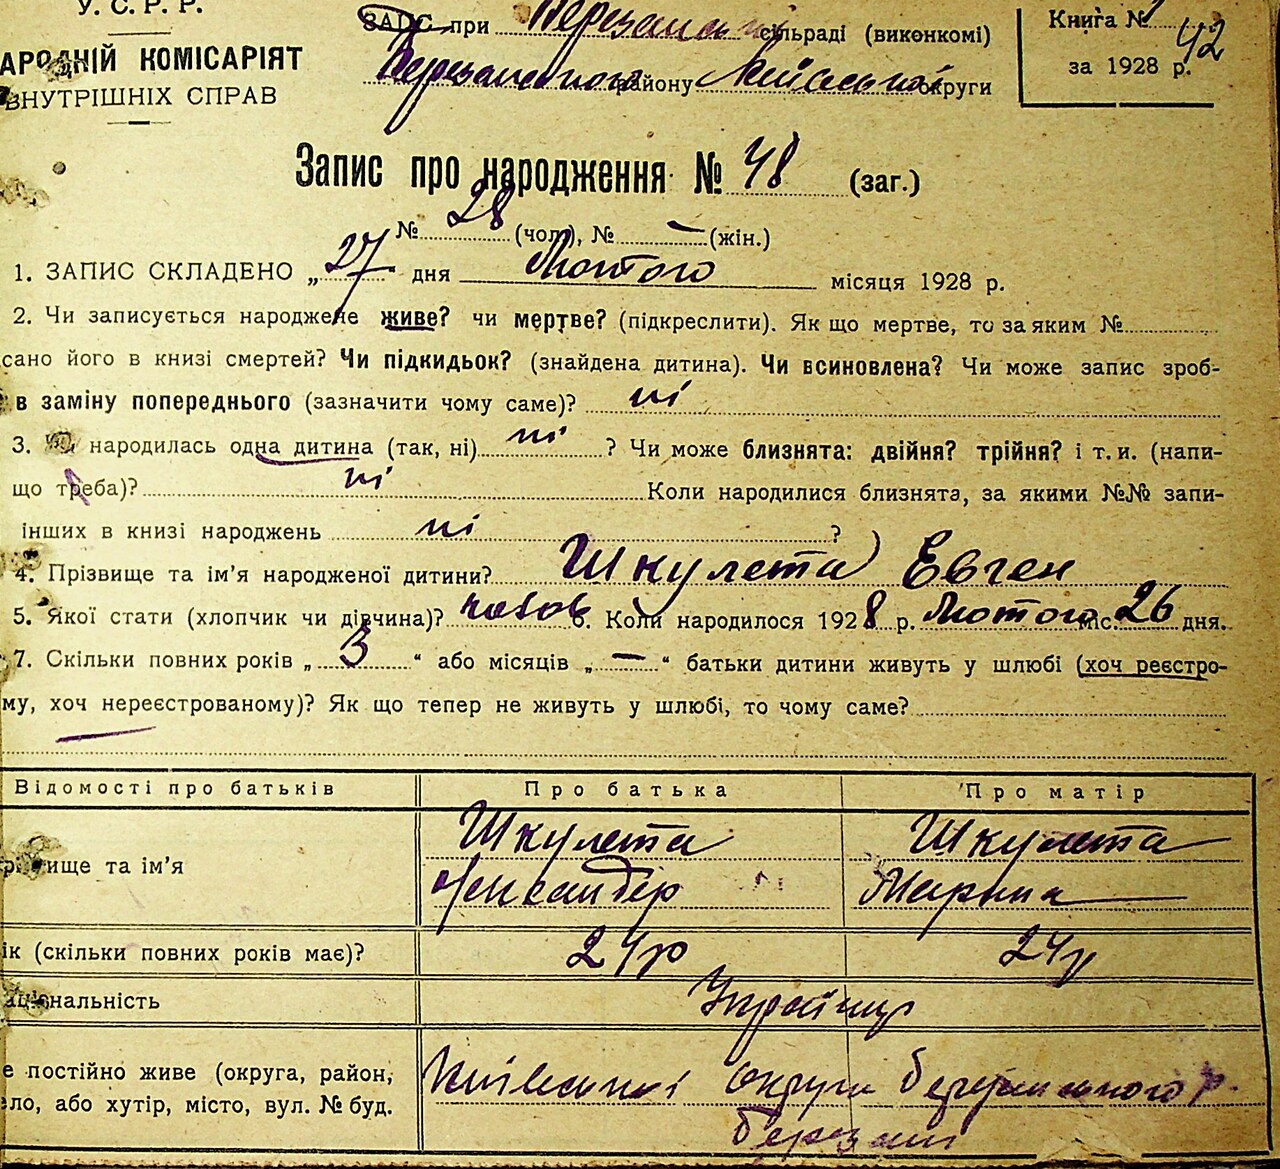 У. С. Р. Р.
АРОДНІЙ КОМІСАРІЯТ
ВНУТРІШНІХ СПРАВ
ЗАПИС при Березанській сільраді (виконкомі)
Березанського району Київської округи
Книга №
42
за 1928 р.
Запис про народження № 48 (заг.)
№ 28 (чол.), № — (жін.)
1. ЗАПИС СКЛАДЕНО „ 27 дня Лютого місяця 1928 р.
2. Чи записується народжене живе? чи мертве? (підкреслити). Як що мертве, то за яким №
сано його в книзі смертей? Чи підкидьок? (знайдена дитина). Чи всиновлена? Чи може запис зроб-
в заміну попереднього (зазначити чому саме)? ні
3. народилась одна дитина (так, ні) ні ? Чи може близнята: двійня? трійня? і т. и. (напи-
що треба)? ні Коли народилися близнята, за якими №№ запи-
інших в книзі народжень ні ?
4. Прізвище та ім'я народженої дитини? Шкулета Евген
5. Якої стати (хлопчик чи дівчина)? 6. Коли народилося 1928 р. Лютого міс. 26 дня.
7. Скільки повних років „ 3 “ або місяців „ — “ батьки дитини живуть у шлюбі (хоч реєстро-
му, хоч нереєстрованому)? Як що тепер не живуть у шлюбі, то чому саме?
Відомості про батьків Про батька Про матір
Шкулета Шкулета
ище та ім'я
Олександер Марина
ік (скільки повних років має)? 24 р 24 р
аціональність Українці
е постійно живе (округа, район, Київської округи Березанського р.
ело, або хутір, місто, вул. № буд. Березань